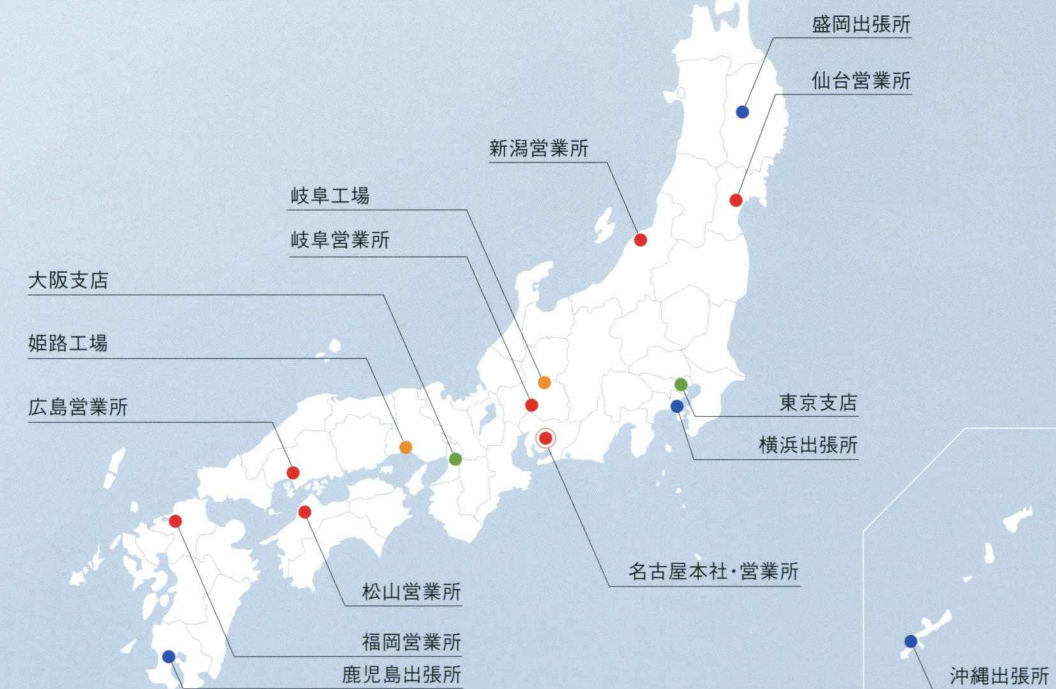 盛岡出張所
仙台営業所
新潟営業所
岐阜工場
岐阜営業所
大阪支店
姫路工場
広島営業所
東京支店
横浜出張所
名古屋本社・営業所
松山営業所
福岡営業所
鹿児島出張所
沖縄出張所